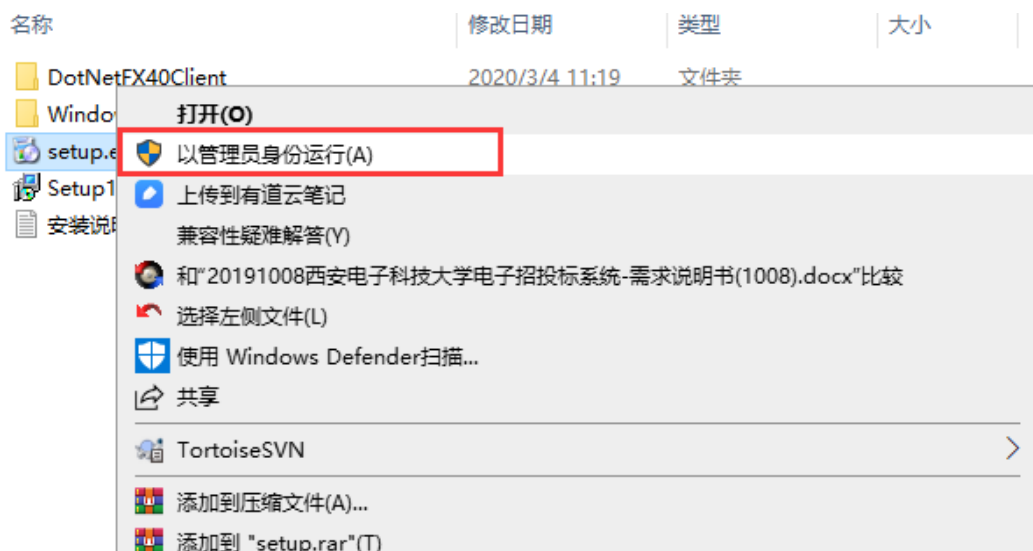 名称 修改日期 类型 大小
DotNetFX40Client 2020/3/4 11:19 文件夹
Windo
打开(O)
setup.e
以管理员身份运行(A)
Setup1
上传到有道云笔记
安装说明
兼容性疑难解答(Y)
和"20191008西安电子科技大学电子招投标系统-需求说明书(1008).docx"比较
选择左侧文件(L)
使用 Windows Defender扫描...
共享
TortoiseSVN
添加到压缩文件(A)...
添加到 "setup.rar"(T)